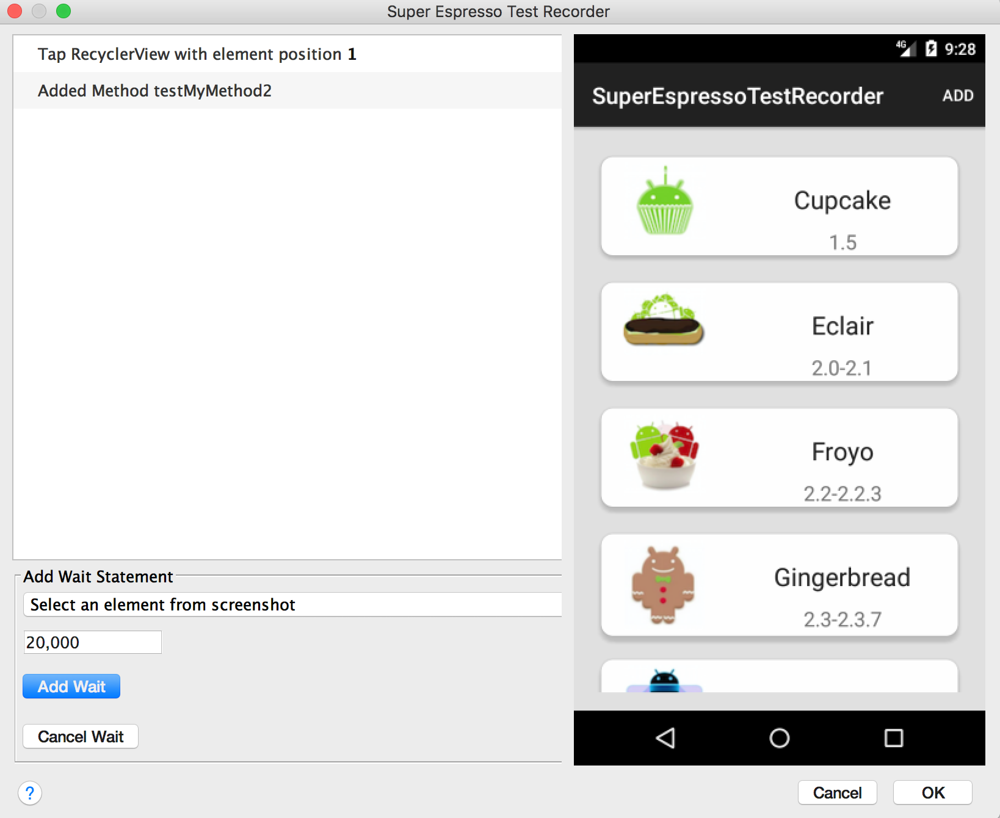 Super Espresso Test Recorder
Tap RecyclerView with element position 1
Added Method testMyMethod2
Add Wait Statement
Select an element from screenshot
20,000
Add Wait
Cancel Wait
?
4G 9:28
SuperEspressoTestRecorder ADD
Cupcake
1.5
Eclair
2.0-2.1
Froyo
2.2-2.2.3
Gingerbread
2.3-2.3.7
Cancel OK